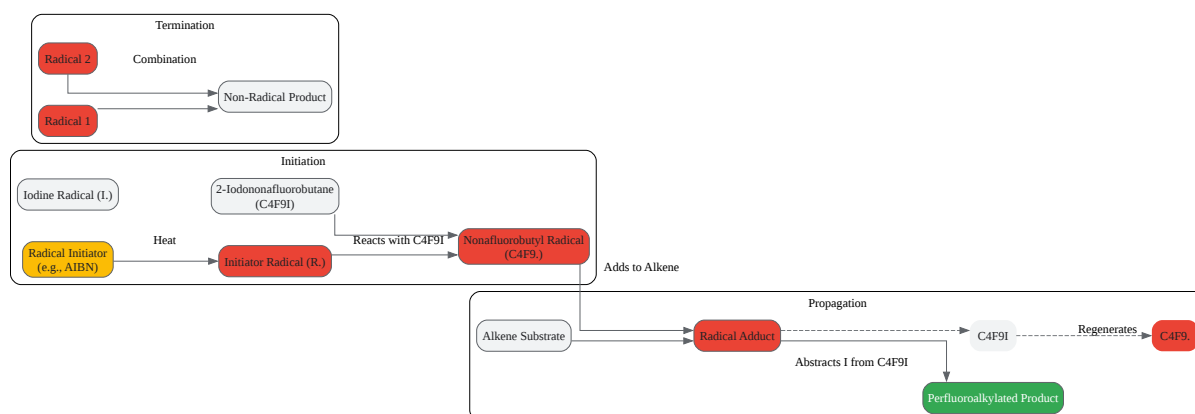 Termination
Radical 2
Combination
Non-Radical Product
Radical 1
Initiation
Iodine Radical (I.)
2-Iodononafluorobutane
(C4F9I)
Heat
Reacts with C4F9I
Nonafluorobutyl Radical
(C4F9.)
Radical Initiator
(e.g., AIBN)
Initiator Radical (R.)
Adds to Alkene
Propagation
Alkene Substrate
Radical Adduct
C4F9I
Regenerates
C4F9.
Abstracts I from C4F9I
Perfluoroalkylated Product